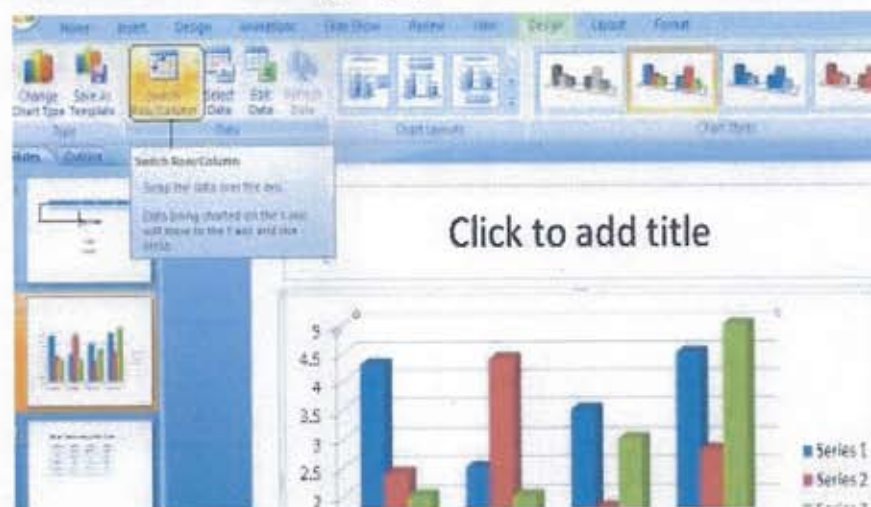 Home Insert Design Animations Slide Show Review View Design Layout Format
Change Chart Type
Save As Template
Switch Row/Column
Select Data
Edit Data
Refresh Data
Type
Data
Chart Layouts
Chart Styles
Slides Outline
Switch Row/Column
Swap the data over the axis.
Data being charted on the X axis
will move to the Y axis and vice
versa.
Click to add title
5
4.5
4
3.5
3
2.5
2
Series 1
Series 2